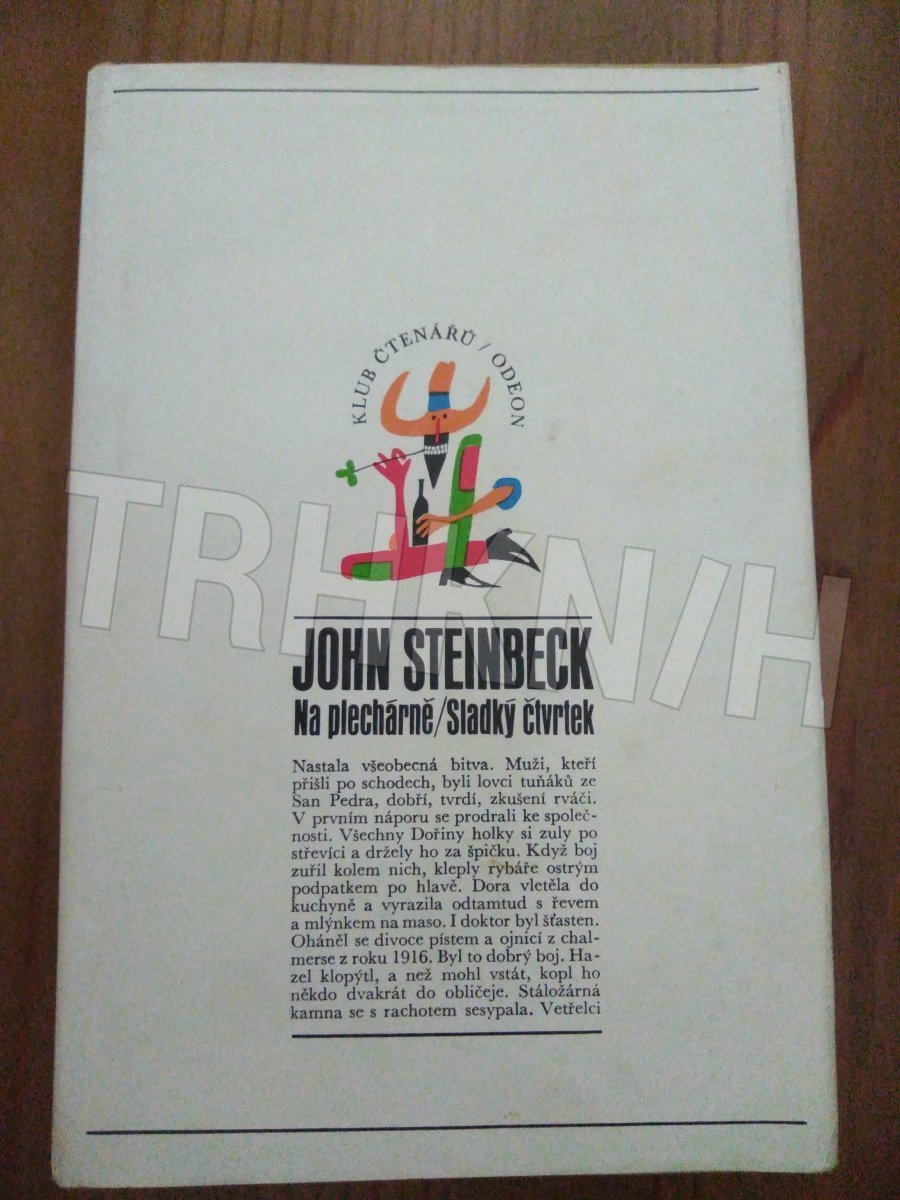 KLUB ČTENÁŘŮ / ODEON
TRHKNIH
JOHN STEINBECK
Na plechárně/Sladký čtvrtek
Nastala všeobecná bitva. Muži, kteří
přišli po schodech, byli lovci tuňáků ze
San Pedra, dobří, tvrdí, zkušení rváči.
V prvním náporu se prodrali ke společ-
nosti. Všechny Dořiny holky si zuly po
střevíci a držely ho za špičku. Když boj
zuřil kolem nich, kleply rybáře ostrým
podpatkem po hlavě. Dora vletěla do
kuchyně a vyrazila odtamtud s řevem
a mlýnkem na maso. I doktor byl šťasten.
Oháněl se divoce pístem a ojnicí z chal-
merse z roku 1916. Byl to dobrý boj. Ha-
zel klopýtl, a než mohl vstát, kopl ho
někdo dvakrát do obličeje. Stáložárná
kamna se s rachotem sesypala. Vetřelci